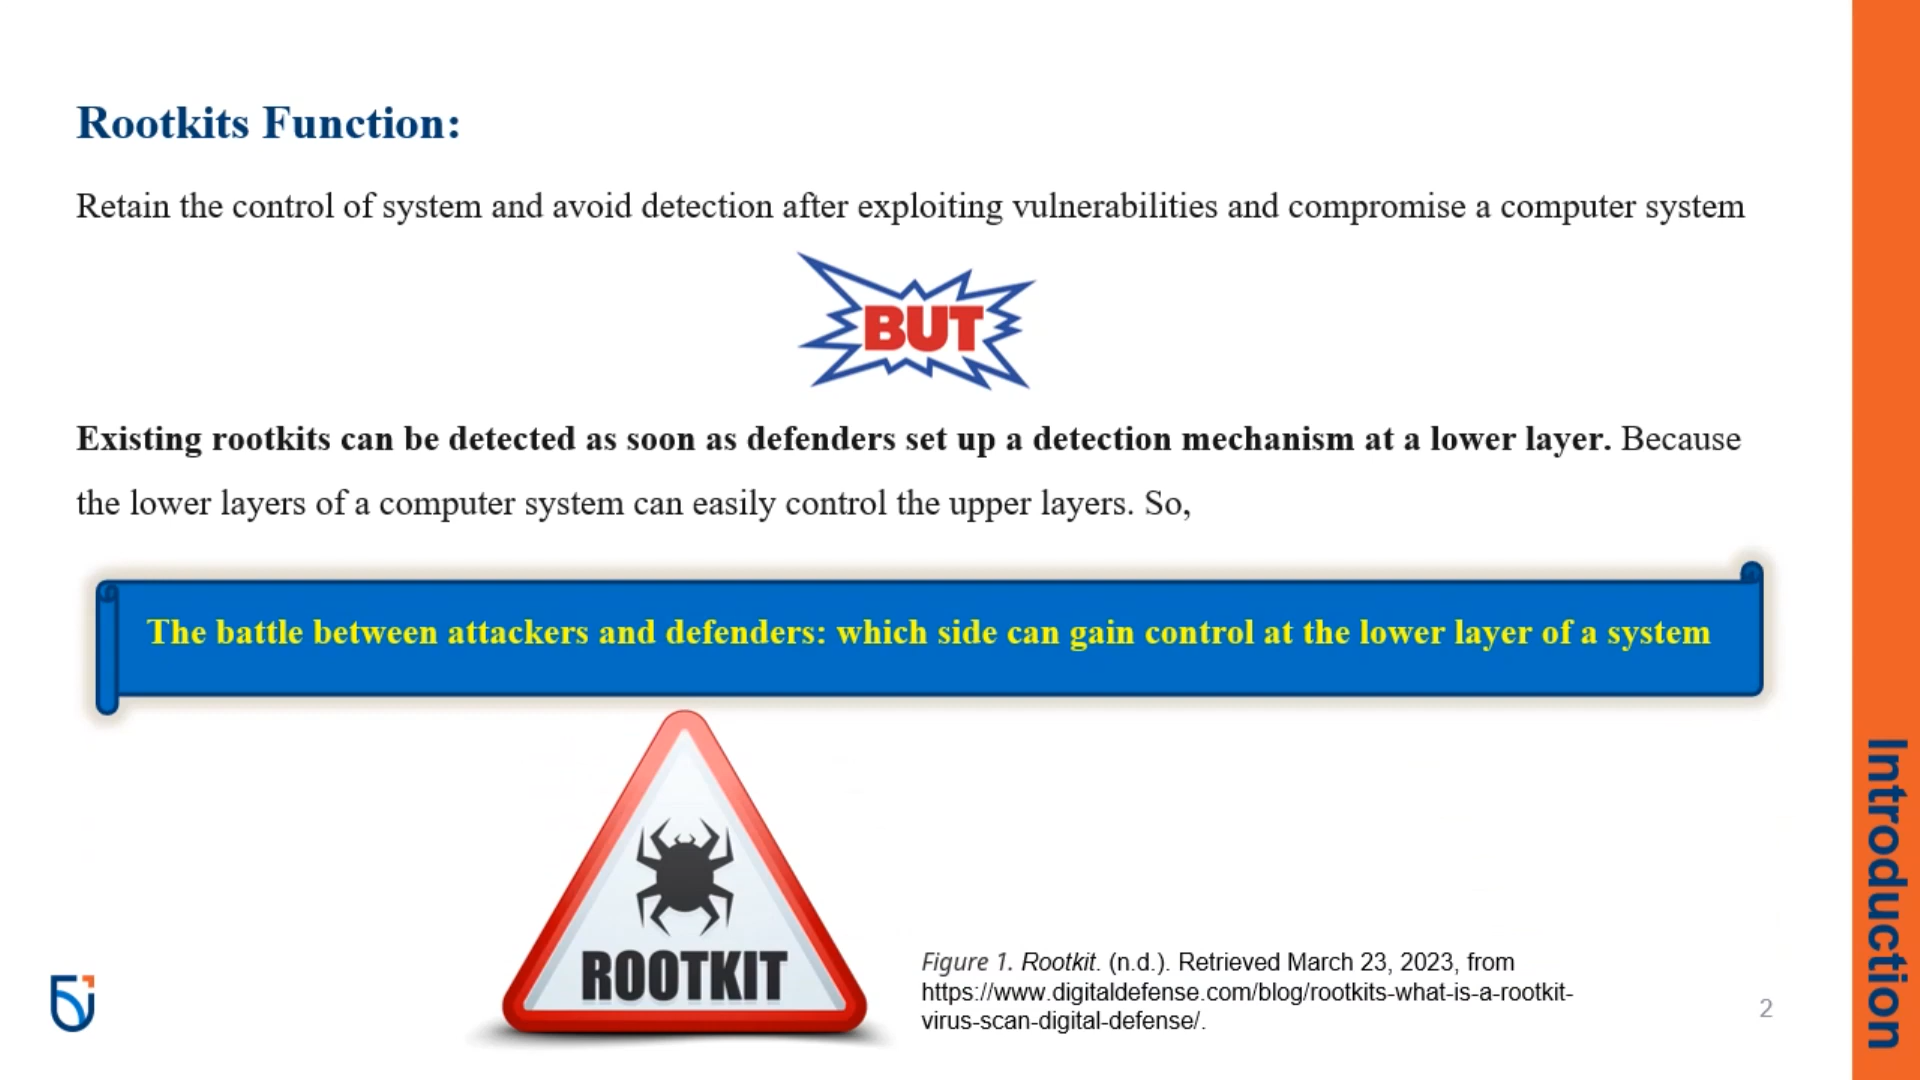 Rootkits Function:
Retain the control of system and avoid detection after exploiting vulnerabilities and compromise a computer system
BUT
Existing rootkits can be detected as soon as defenders set up a detection mechanism at a lower layer. Because
the lower layers of a computer system can easily control the upper layers. So,
The battle between attackers and defenders: which side can gain control at the lower layer of a system
ROOTKIT
Figure 1. Rootkit. (n.d.). Retrieved March 23, 2023, from
https://www.digitaldefense.com/blog/rootkits-what-is-a-rootkit-
virus-scan-digital-defense/.
2
Introduction